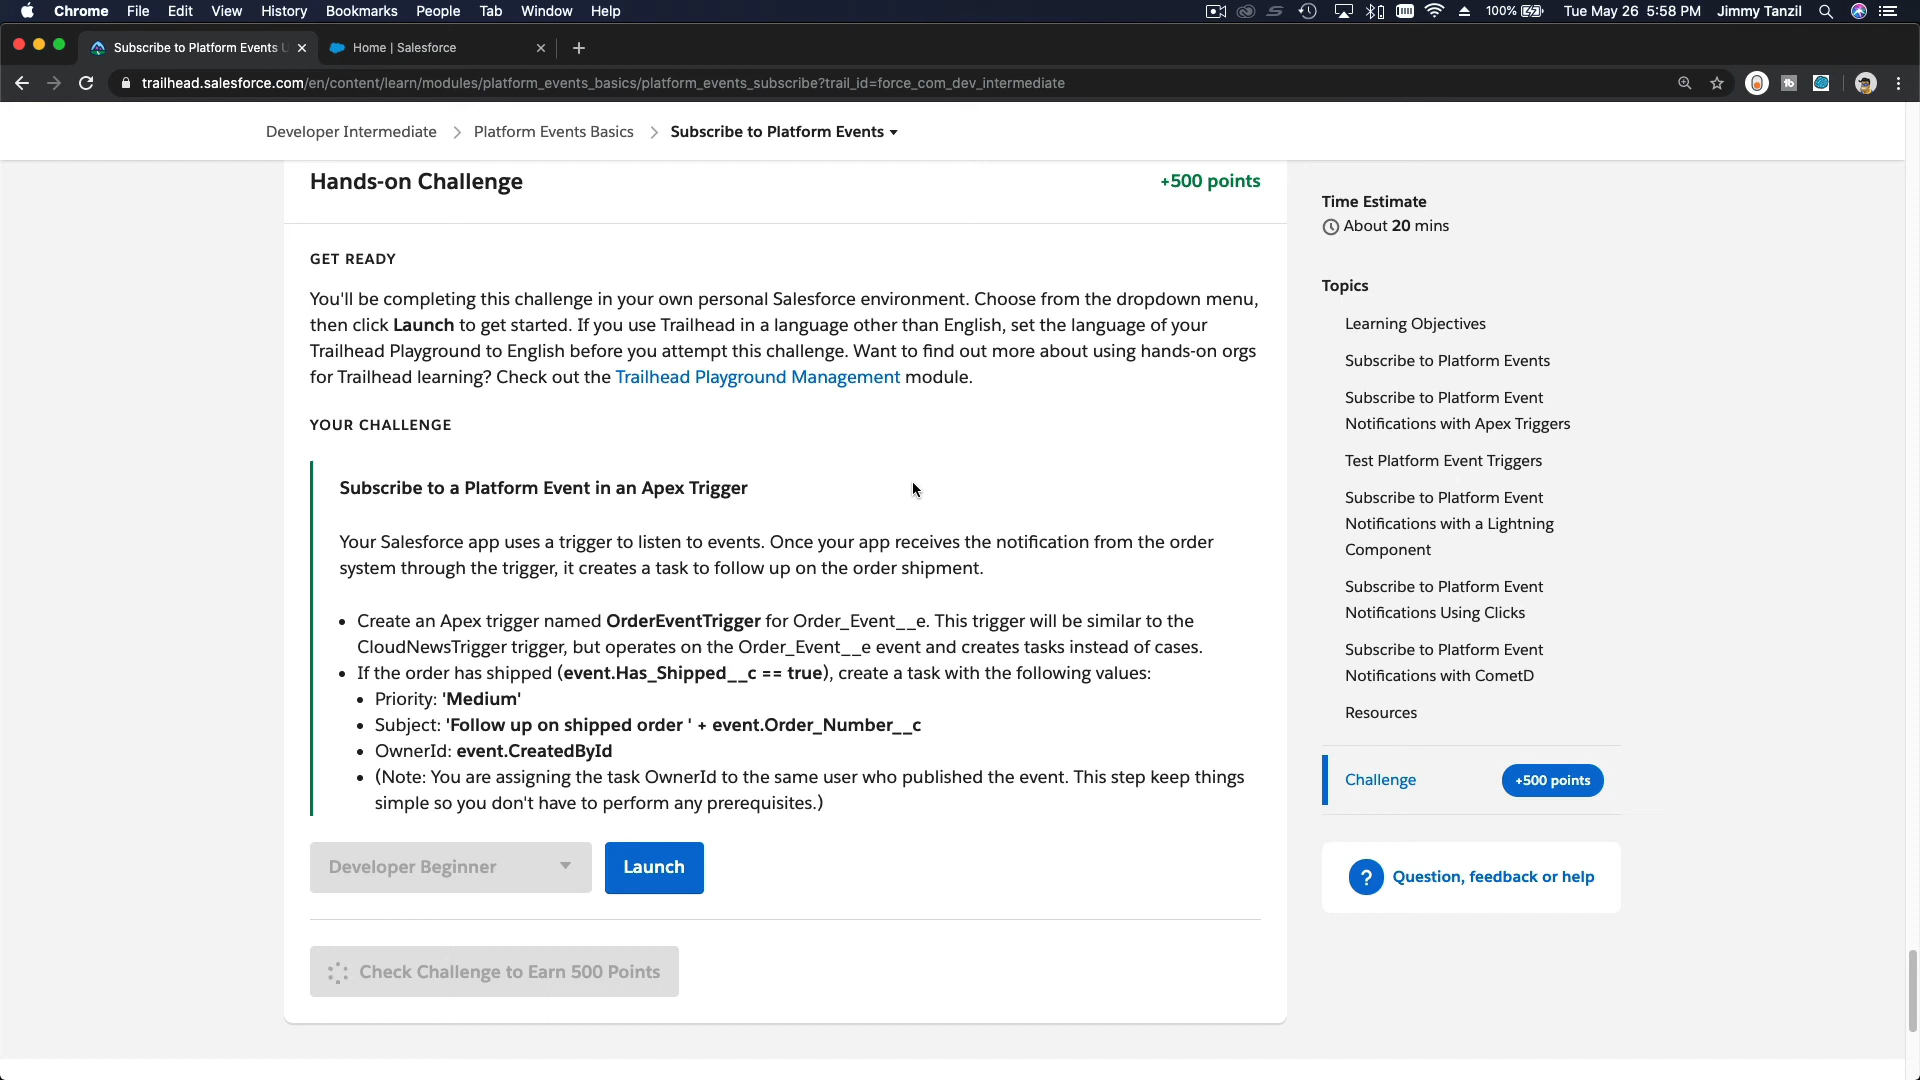 Chrome File Edit View History Bookmarks People Tab Window Help 100% Tue May 26 5:58 PM Jimmy Tanzil
Subscribe to Platform Events U Home | Salesforce
trailhead.salesforce.com/en/content/learn/modules/platform_events_basics/platform_events_subscribe?trail_id=force_com_dev_intermediate
Developer Intermediate Platform Events Basics Subscribe to Platform Events
Hands-on Challenge +500 points
GET READY
You'll be completing this challenge in your own personal Salesforce environment. Choose from the dropdown menu,
then click Launch to get started. If you use Trailhead in a language other than English, set the language of your
Trailhead Playground to English before you attempt this challenge. Want to find out more about using hands-on orgs
for Trailhead learning? Check out the Trailhead Playground Management module.
YOUR CHALLENGE
Subscribe to a Platform Event in an Apex Trigger
Your Salesforce app uses a trigger to listen to events. Once your app receives the notification from the order
system through the trigger, it creates a task to follow up on the order shipment.
• Create an Apex trigger named OrderEventTrigger for Order_Event__e. This trigger will be similar to the
CloudNewsTrigger trigger, but operates on the Order_Event__e event and creates tasks instead of cases.
• If the order has shipped (event.Has_Shipped__c == true), create a task with the following values:
• Priority: 'Medium'
• Subject: 'Follow up on shipped order ' + event.Order_Number__c
• OwnerId: event.CreatedById
• (Note: You are assigning the task OwnerId to the same user who published the event. This step keep things
simple so you don't have to perform any prerequisites.)
Developer Beginner Launch
Check Challenge to Earn 500 Points
Time Estimate
About 20 mins
Topics
Learning Objectives
Subscribe to Platform Events
Subscribe to Platform Event
Notifications with Apex Triggers
Test Platform Event Triggers
Subscribe to Platform Event
Notifications with a Lightning
Component
Subscribe to Platform Event
Notifications Using Clicks
Subscribe to Platform Event
Notifications with CometD
Resources
Challenge +500 points
? Question, feedback or help